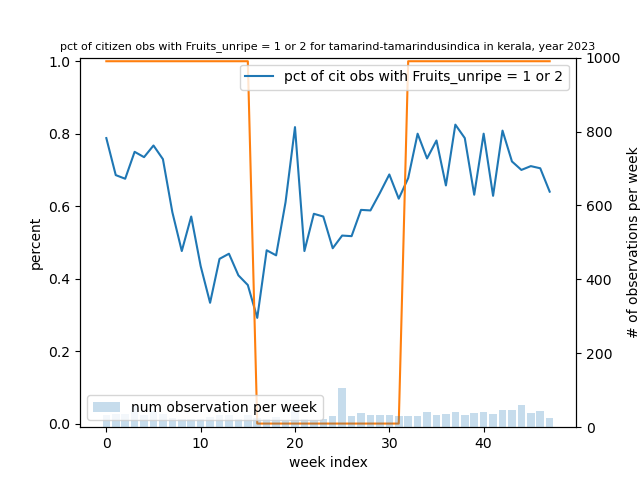 pct of citizen obs with Fruits_unripe = 1 or 2 for tamarind-tamarindusindica in kerala, year 2023
pct of cit obs with Fruits_unripe = 1 or 2
1.0
0.8
0.6
0.4
0.2
0.0
percent
1000
800
600
400
200
0
# of observations per week
num observation per week
0 10 20 30 40
week index